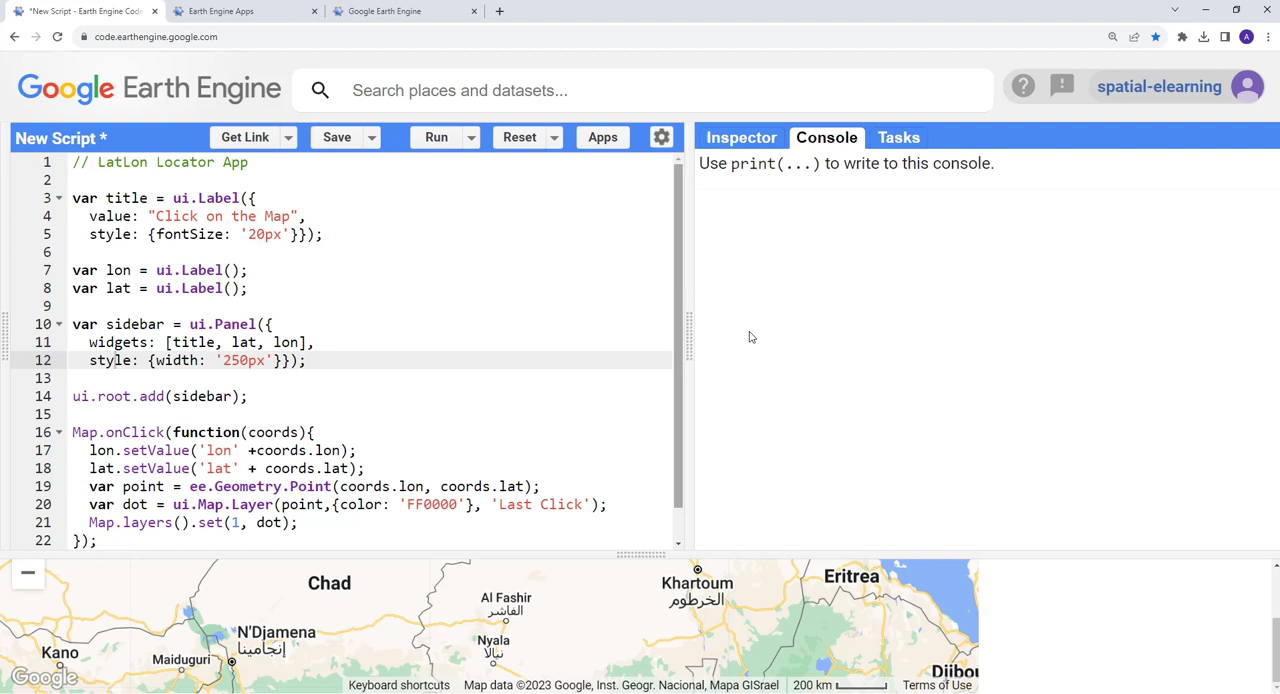 *New Script - Earth Engine Code
Earth Engine Apps
Google Earth Engine
code.earthengine.google.com
A
Google Earth Engine
Search places and datasets...
spatial-elearning
New Script *
Get Link
Save
Run
Reset
Apps
Inspector
Console
Tasks
Use print(...) to write to this console.
1 // LatLon Locator App
2
3 var title = ui.Label({
4 value: "Click on the Map",
5 style: {fontSize: '20px'}});
6
7 var lon = ui.Label();
8 var lat = ui.Label();
9
10 var sidebar = ui.Panel({
11 widgets: [title, lat, lon],
12 style: {width: '250px'}});
13
14 ui.root.add(sidebar);
15
16 Map.onClick(function(coords){
17 lon.setValue('lon' +coords.lon);
18 lat.setValue('lat' + coords.lat);
19 var point = ee.Geometry.Point(coords.lon, coords.lat);
20 var dot = ui.Map.Layer(point,{color: 'FF0000'}, 'Last Click');
21 Map.layers().set(1, dot);
22 });
Chad
Al Fashir
الفاشر
Khartoum
الخرطوم
Eritrea
N'Djamena
إنجامينا
Nyala
نيالا
Kano
Maiduguri
Djibou
Google
Keyboard shortcuts
Map data ©2023 Google, Inst. Geogr. Nacional, Mapa GISrael
200 km
Terms of Use